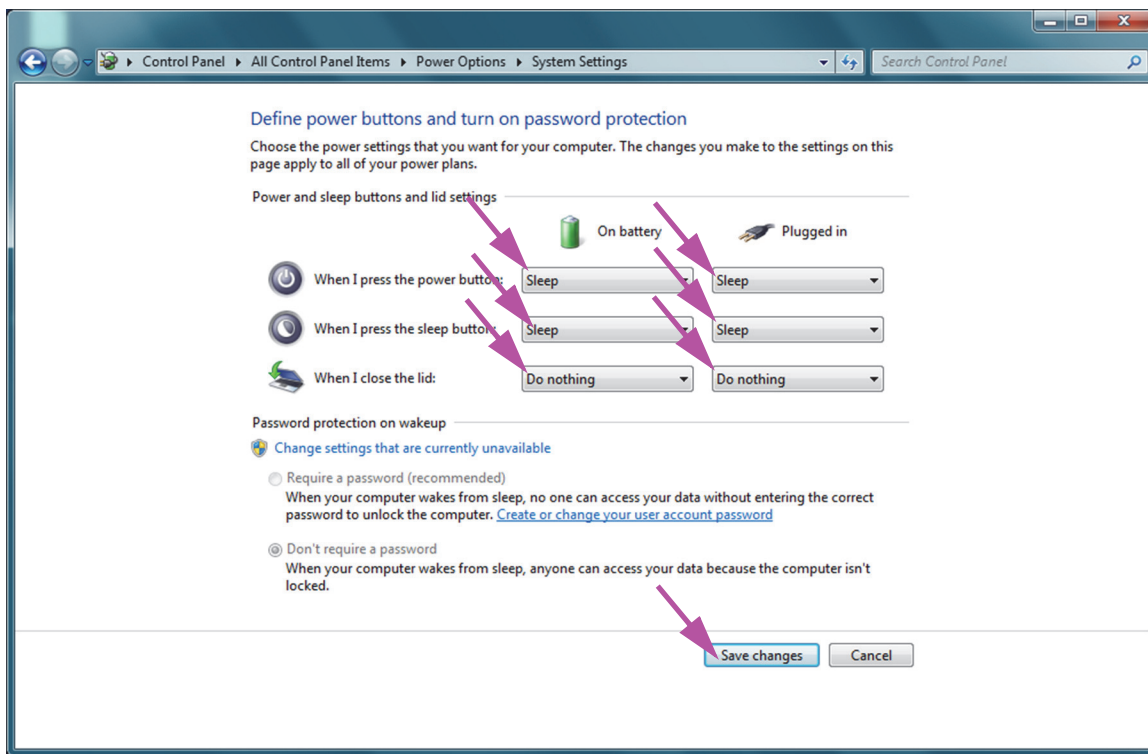 Control Panel All Control Panel Items Power Options System Settings
Search Control Panel
Define power buttons and turn on password protection
Choose the power settings that you want for your computer. The changes you make to the settings on this
page apply to all of your power plans.
Power and sleep buttons and lid settings
On battery Plugged in
When I press the power button: Sleep Sleep
When I press the sleep button: Sleep Sleep
When I close the lid: Do nothing Do nothing
Password protection on wakeup
Change settings that are currently unavailable
Require a password (recommended)
When your computer wakes from sleep, no one can access your data without entering the correct
password to unlock the computer. Create or change your user account password
Don't require a password
When your computer wakes from sleep, anyone can access your data because the computer isn't
locked.
Save changes Cancel